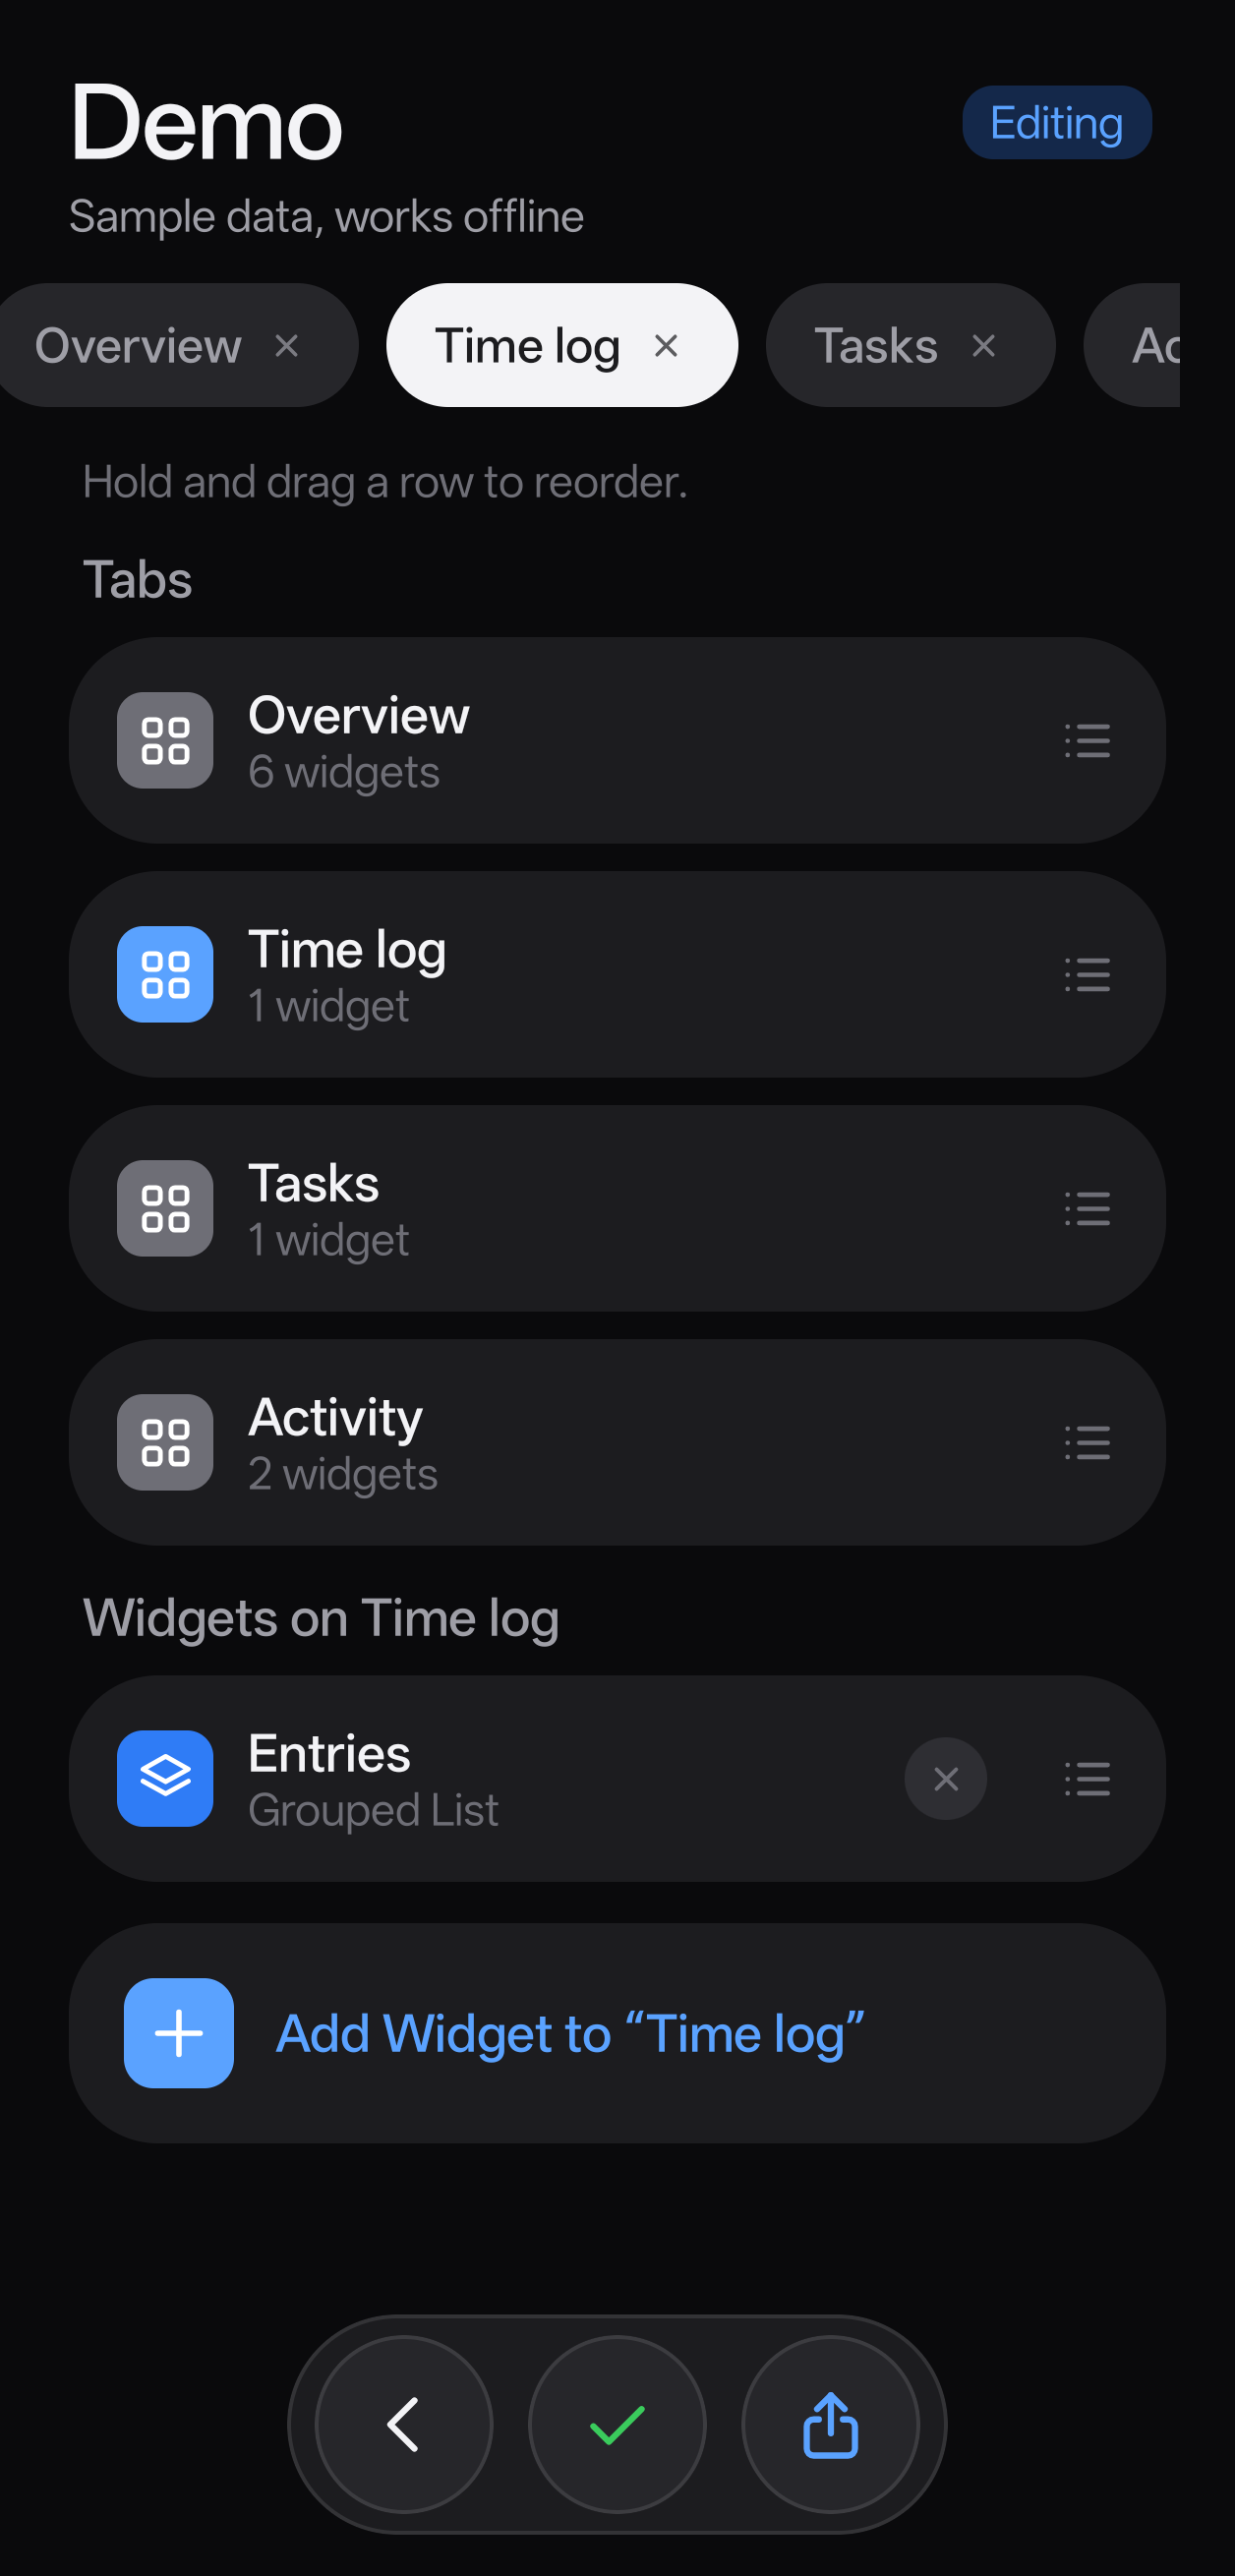 Demo
Editing
Sample data, works offline
Overview
Time log
Tasks
Hold and drag a row to reorder.
Tabs
Overview
6 widgets
Time log
1 widget
Tasks
1 widget
Activity
2 widgets
Widgets on Time log
Entries
Grouped List
Add Widget to “Time log”